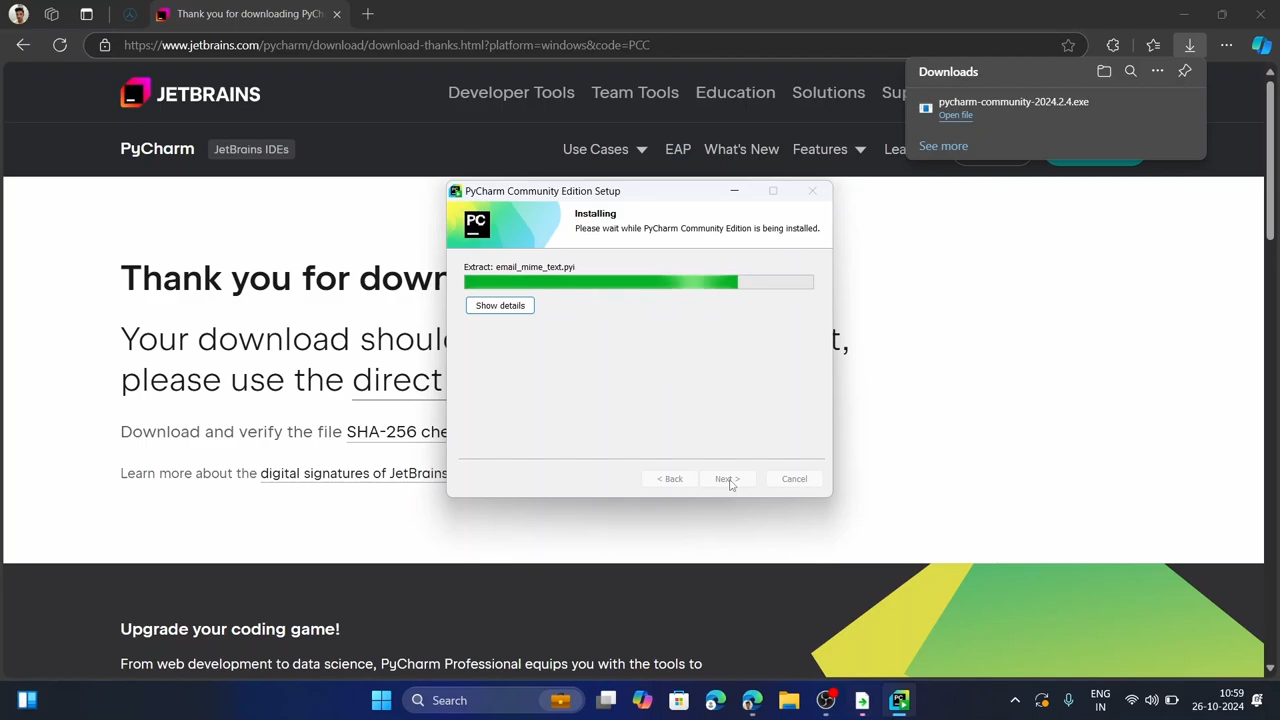 Thank you for downloading PyCh
https://www.jetbrains.com/pycharm/download/download-thanks.html?platform=windows&code=PCC
Downloads
pycharm-community-2024.2.4.exe
Open file
See more
JETBRAINS
Developer Tools
Team Tools
Education
Solutions
Sup
PyCharm
JetBrains IDEs
Use Cases
EAP
What's New
Features
Lea
PyCharm Community Edition Setup
PC
Installing
Please wait while PyCharm Community Edition is being installed.
Extract: email_mime_text.pyi
Show details
< Back
Next >
Cancel
Thank you for down
Your download shoul t,
please use the direct
Download and verify the file SHA-256 che
Learn more about the digital signatures of JetBrains
Upgrade your coding game!
From web development to data science, PyCharm Professional equips you with the tools to
Search
PC
ENG
IN
10:59
26-10-2024